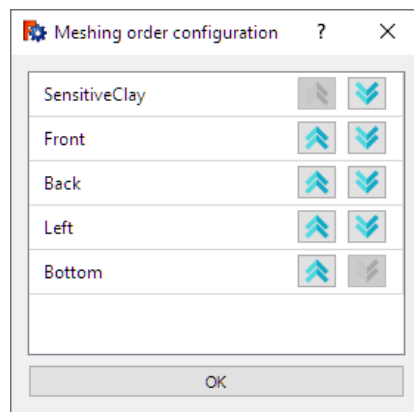 Meshing order configuration ?
SensitiveClay
Front
Back
Left
Bottom
OK